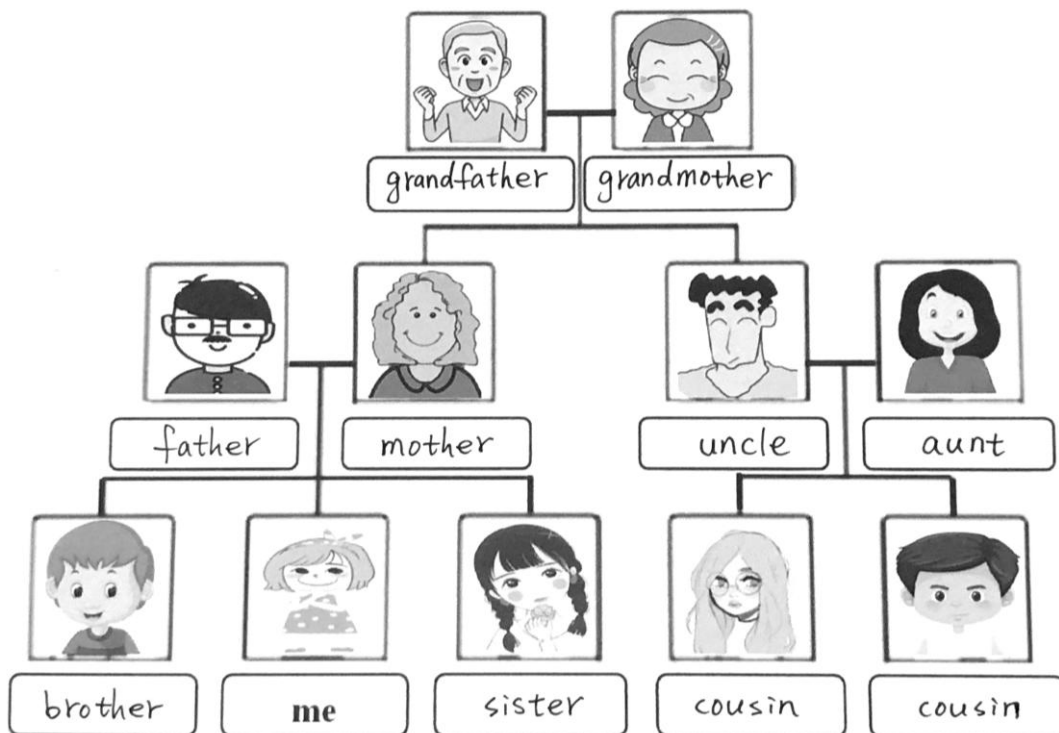 grandfather
grandmother
father
mother
uncle
aunt
brother
me
sister
cousin
cousin